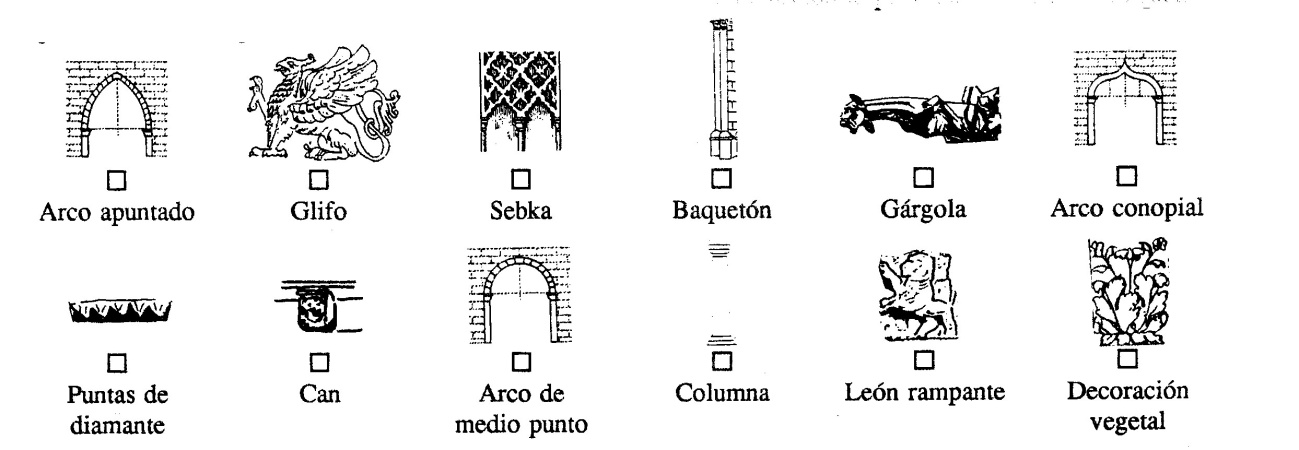 Arco apuntado Glifo Sebka Baquetón Gárgola Arco conopial
Puntas de diamante Can Arco de medio punto Columna León rampante Decoración vegetal